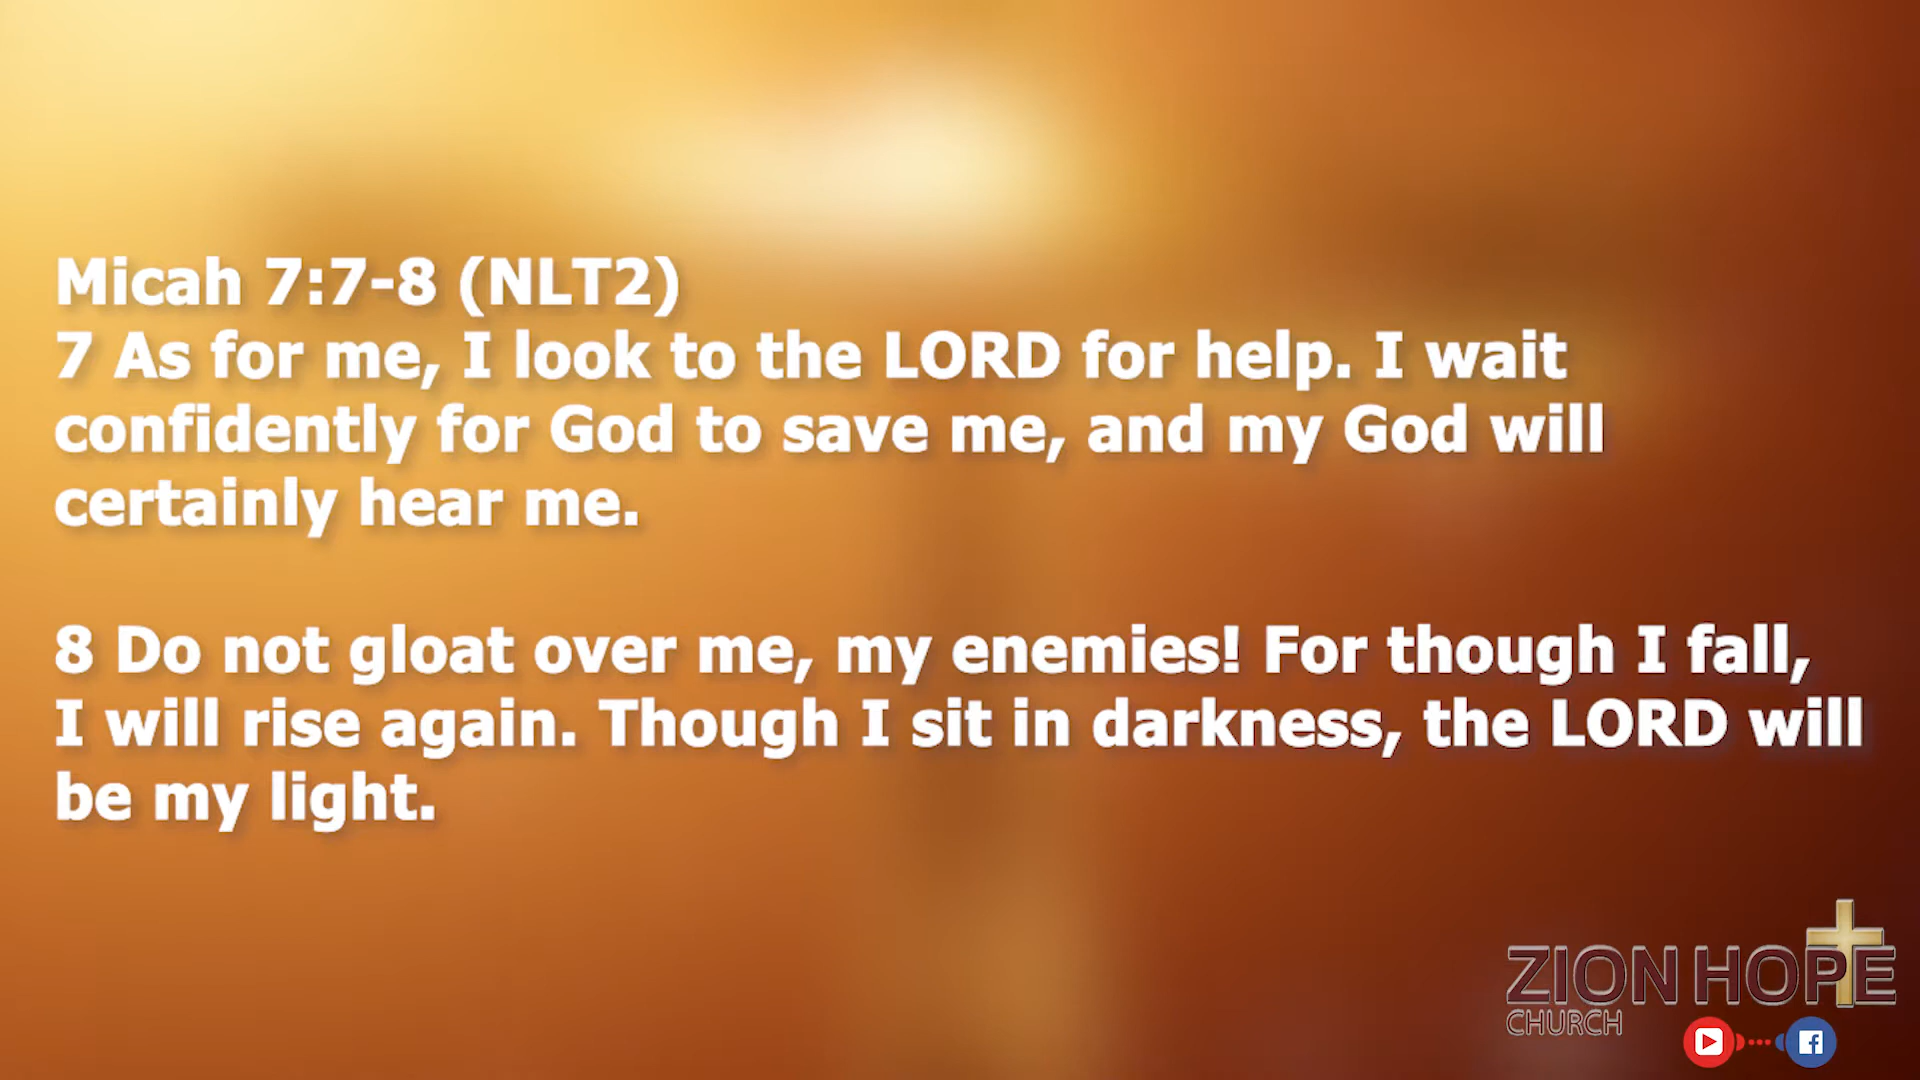 Micah 7:7-8 (NLT2)
7 As for me, I look to the LORD for help. I wait
confidently for God to save me, and my God will
certainly hear me.
8 Do not gloat over me, my enemies! For though I fall,
I will rise again. Though I sit in darkness, the LORD will
be my light.
ZION HOPE
CHURCH